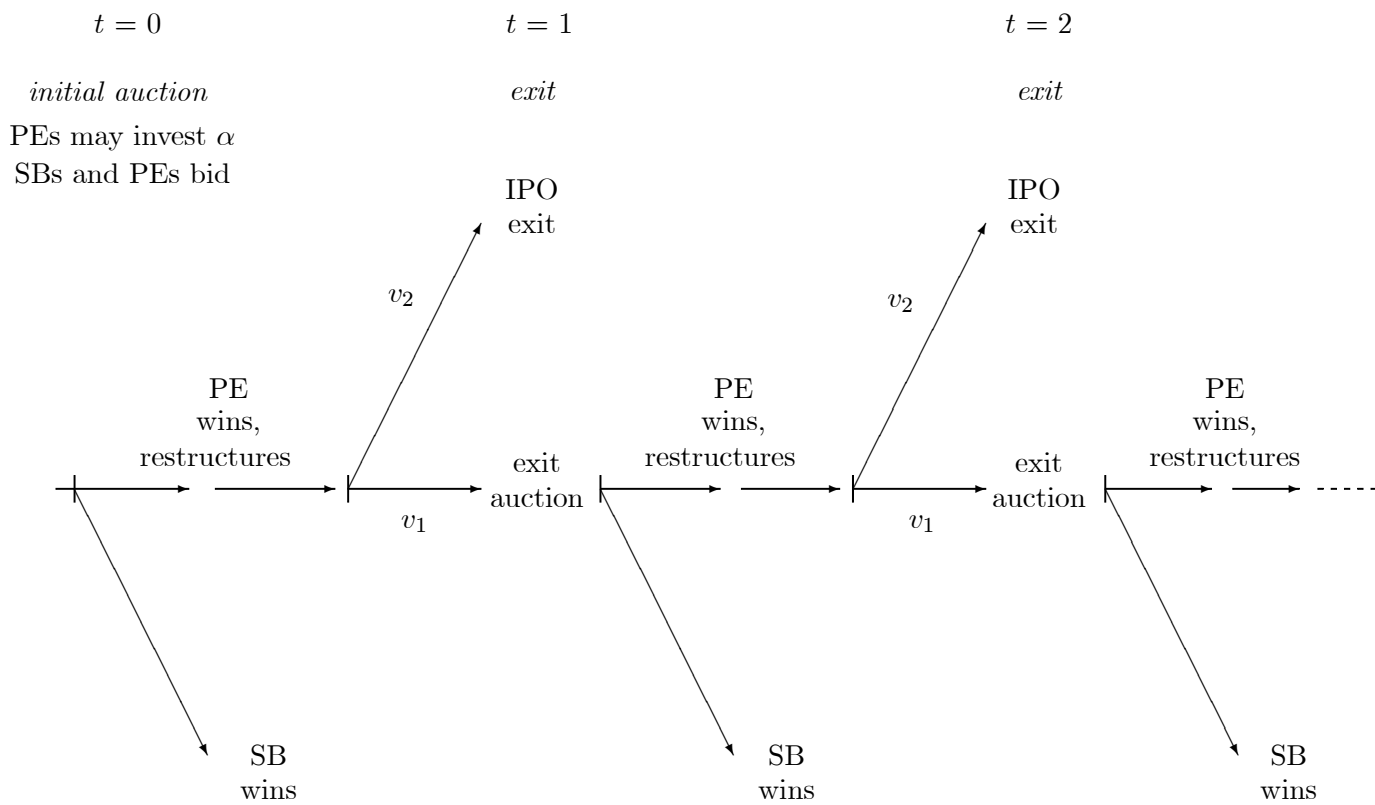 t = 0
t = 1
t = 2
initial auction
exit
exit
PEs may invest α
SBs and PEs bid
IPO
exit
IPO
exit
v₂
v₂
PE
wins,
restructures
PE
wins,
restructures
PE
wins,
restructures
exit
auction
exit
auction
v₁
v₁
SB
wins
SB
wins
SB
wins